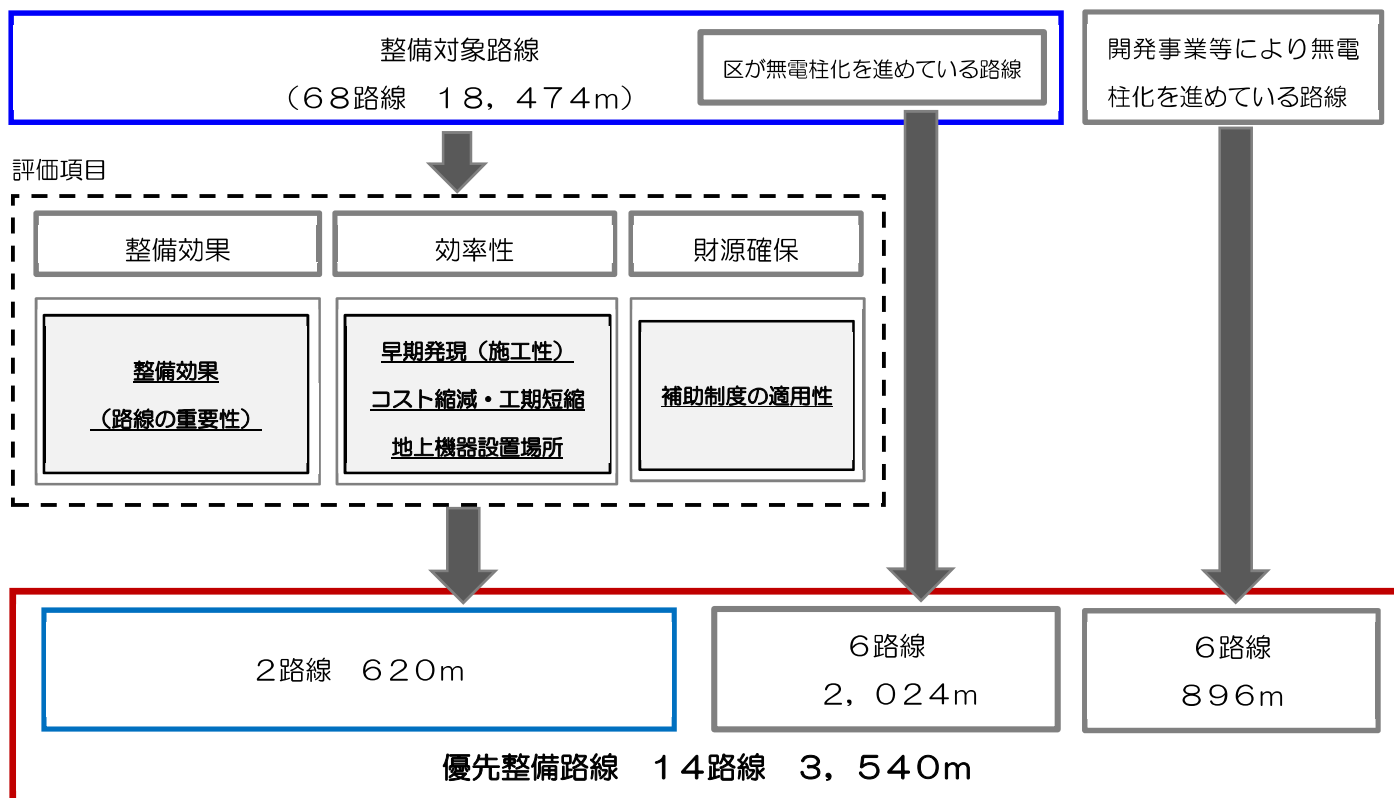 整備対象路線
（６８路線　１８，４７４ｍ）
区が無電柱化を進めている路線
開発事業等により無電
柱化を進めている路線
評価項目
整備効果
効率性
財源確保
整備効果
（路線の重要性）
早期発現（施工性）
コスト縮減・工期短縮
地上機器設置場所
補助制度の適用性
２路線　６２０ｍ
６路線
２，０２４ｍ
６路線
８９６ｍ
優先整備路線　１４路線　３，５４０ｍ